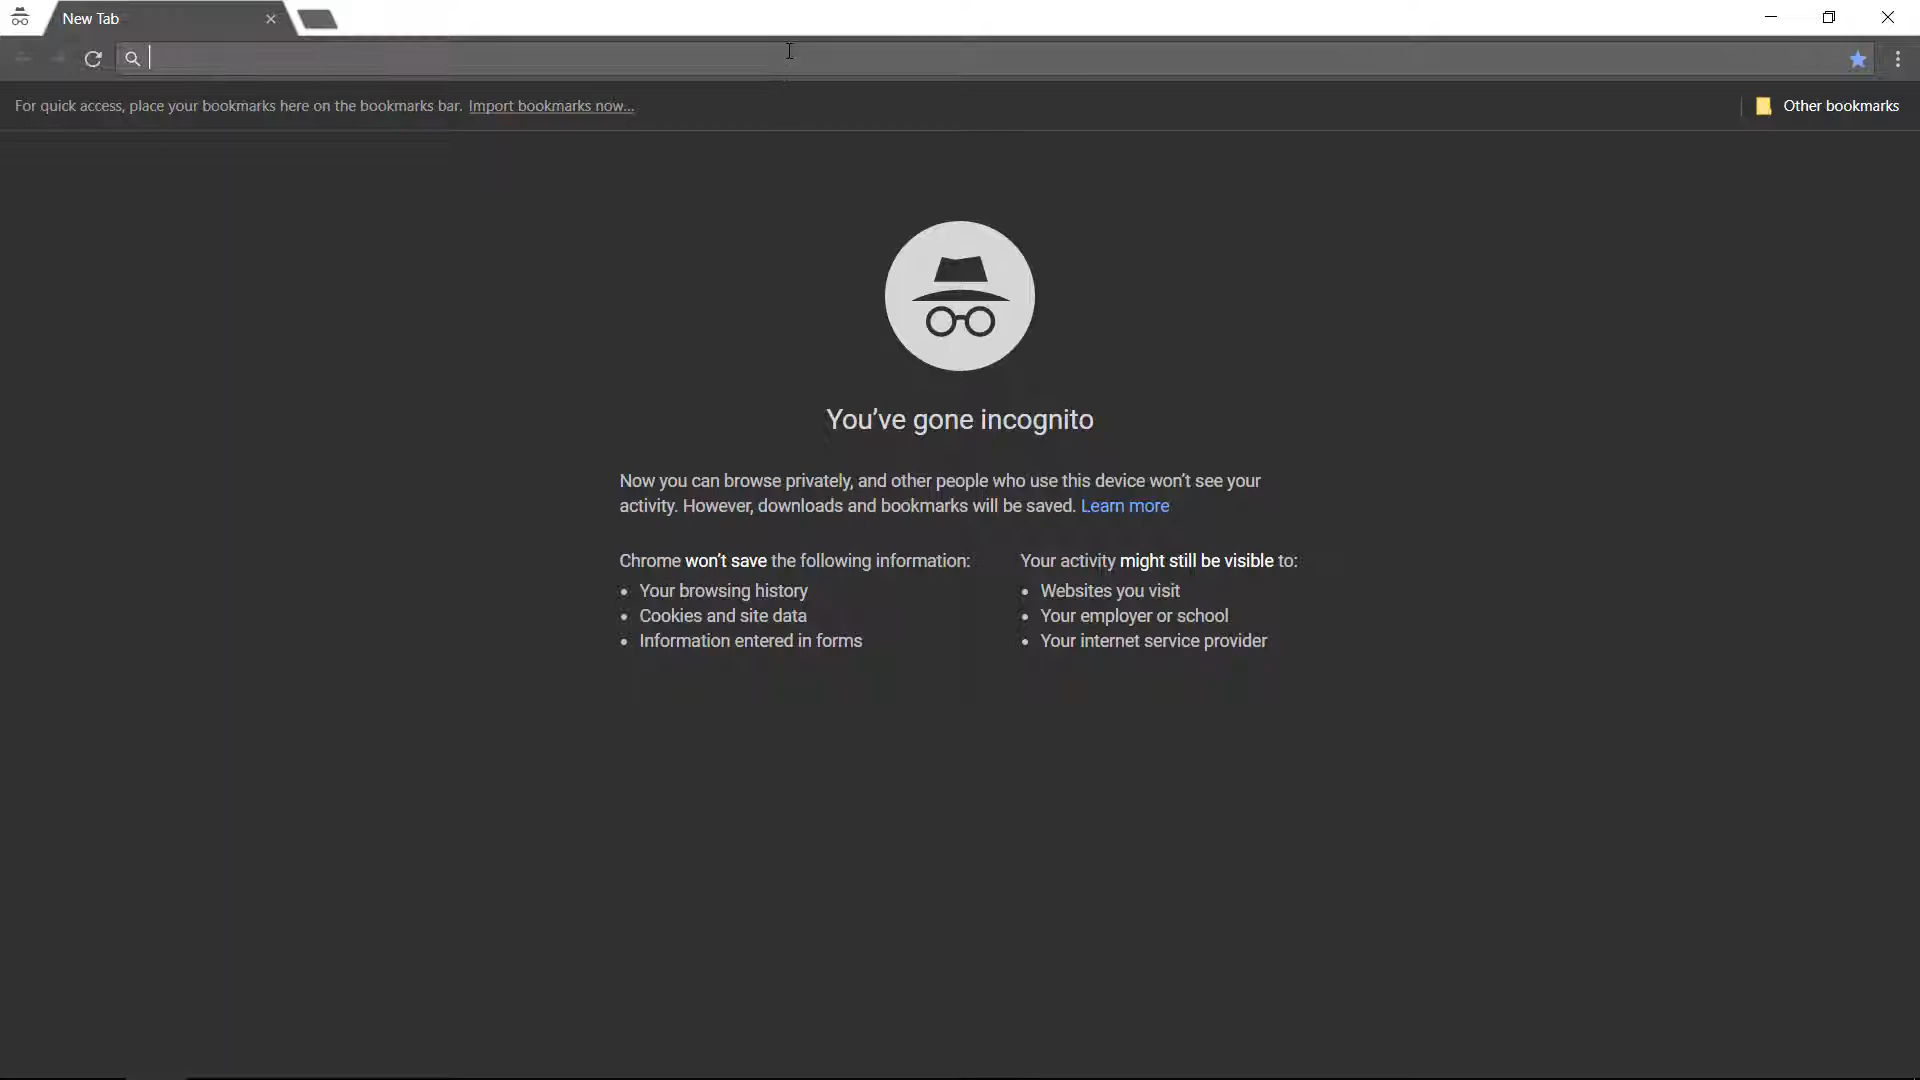 New Tab
For quick access, place your bookmarks here on the bookmarks bar. Import bookmarks now...
Other bookmarks
You've gone incognito
Now you can browse privately, and other people who use this device won't see your
activity. However, downloads and bookmarks will be saved. Learn more
Chrome won't save the following information:
• Your browsing history
• Cookies and site data
• Information entered in forms
Your activity might still be visible to:
• Websites you visit
• Your employer or school
• Your internet service provider